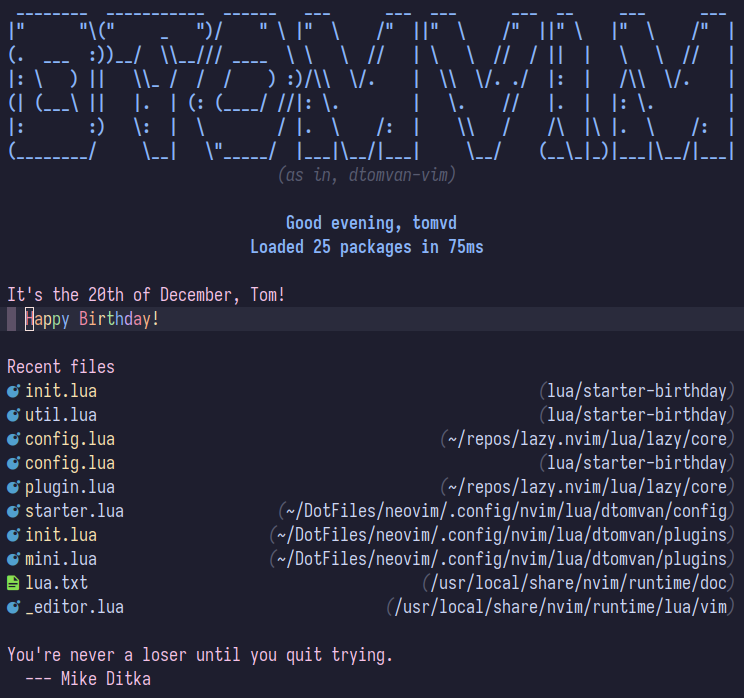 DTOMVIM
(as in, dtomvan-vim)
Good evening, tomvd
Loaded 25 packages in 75ms
It's the 20th of December, Tom!
Happy Birthday!
Recent files
init.lua (lua/starter-birthday)
util.lua (lua/starter-birthday)
config.lua (~/repos/lazy.nvim/lua/lazy/core)
config.lua (lua/starter-birthday)
plugin.lua (~/repos/lazy.nvim/lua/lazy/core)
starter.lua (~/DotFiles/neovim/.config/nvim/lua/dtomvan/config)
init.lua (~/DotFiles/neovim/.config/nvim/lua/dtomvan/plugins)
mini.lua (~/DotFiles/neovim/.config/nvim/lua/dtomvan/plugins)
lua.txt (/usr/local/share/nvim/runtime/doc)
_editor.lua (/usr/local/share/nvim/runtime/lua/vim)
You're never a loser until you quit trying.
--- Mike Ditka